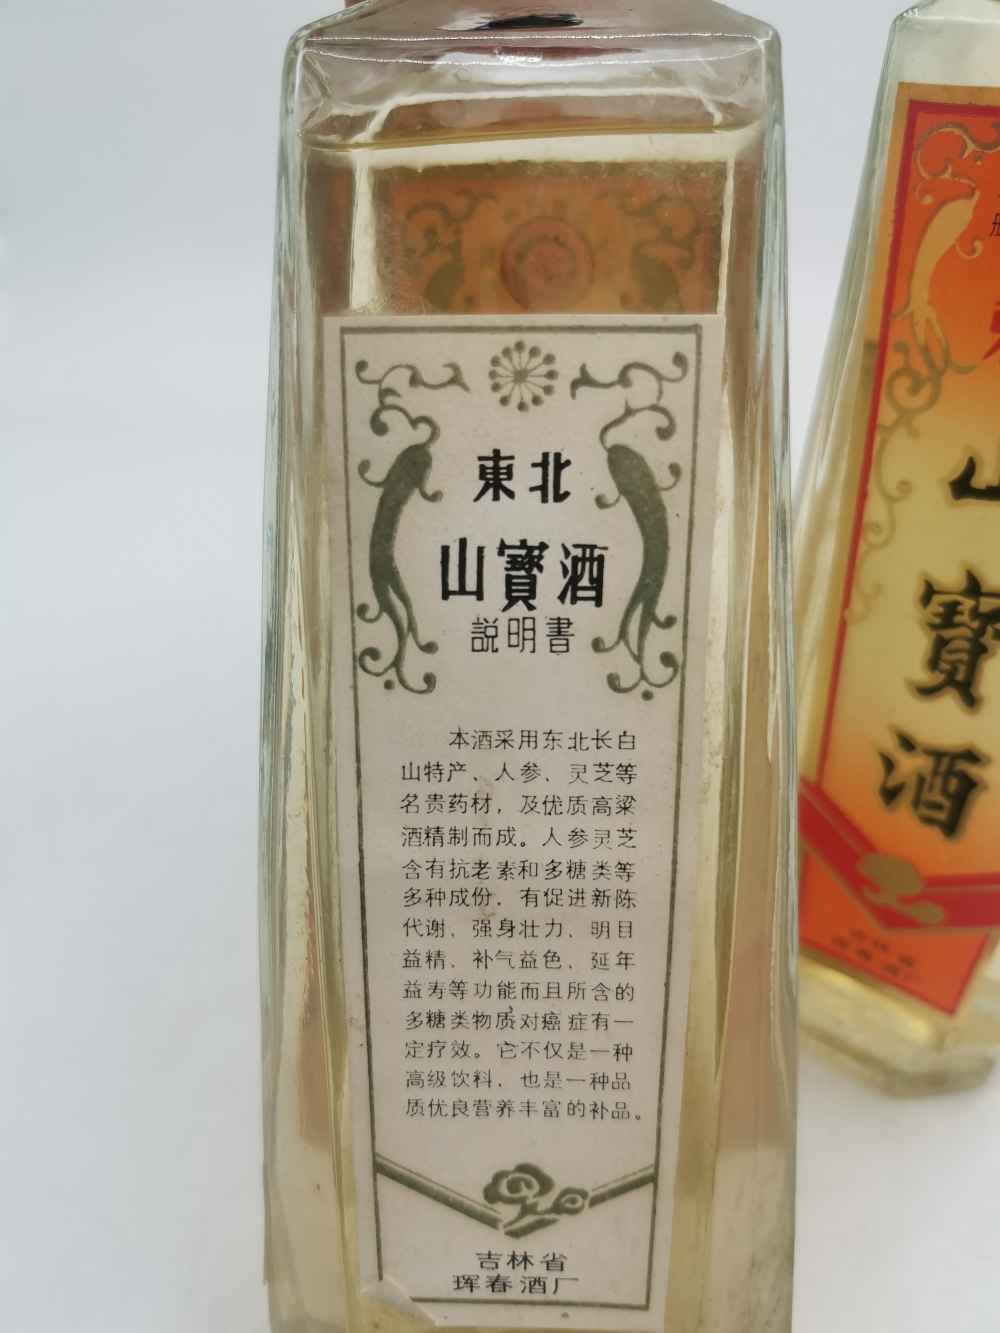 東北
山寳酒
説明書
本酒采用东北长白
山特产、人参、灵芝等
名贵药材，及优质高粱
酒精制而成。人参灵芝
含有抗老素和多糖类等
多种成份，有促进新陈
代谢、强身壮力、明目
益精、补气益色、延年
益寿等功能而且所含的
多糖类物质对癌症有一
定疗效。它不仅是一种
高级饮料，也是一种品
质优良营养丰富的补品。
吉林省
珲春酒厂
山
寳
酒
吉林省
珲春酒厂